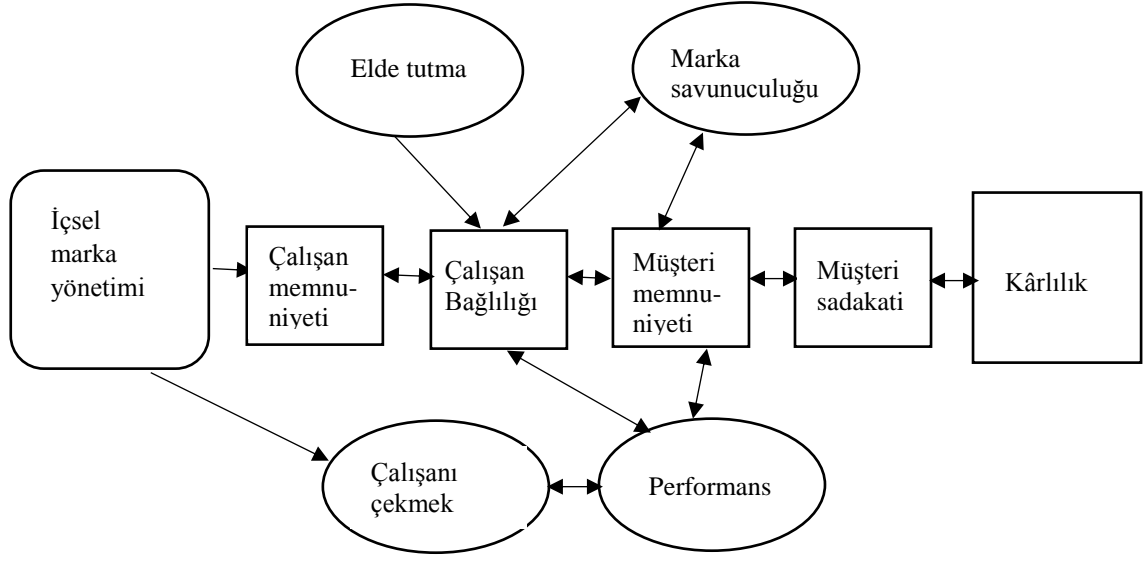 Elde tutma
Marka
savunuculuğu
İçsel
marka
yönetimi
Çalışan
memnu-
niyeti
Çalışan
Bağlılığı
Müşteri
memnu-
niyeti
Müşteri
sadakati
Kârlılık
Çalışanı
çekmek
Performans